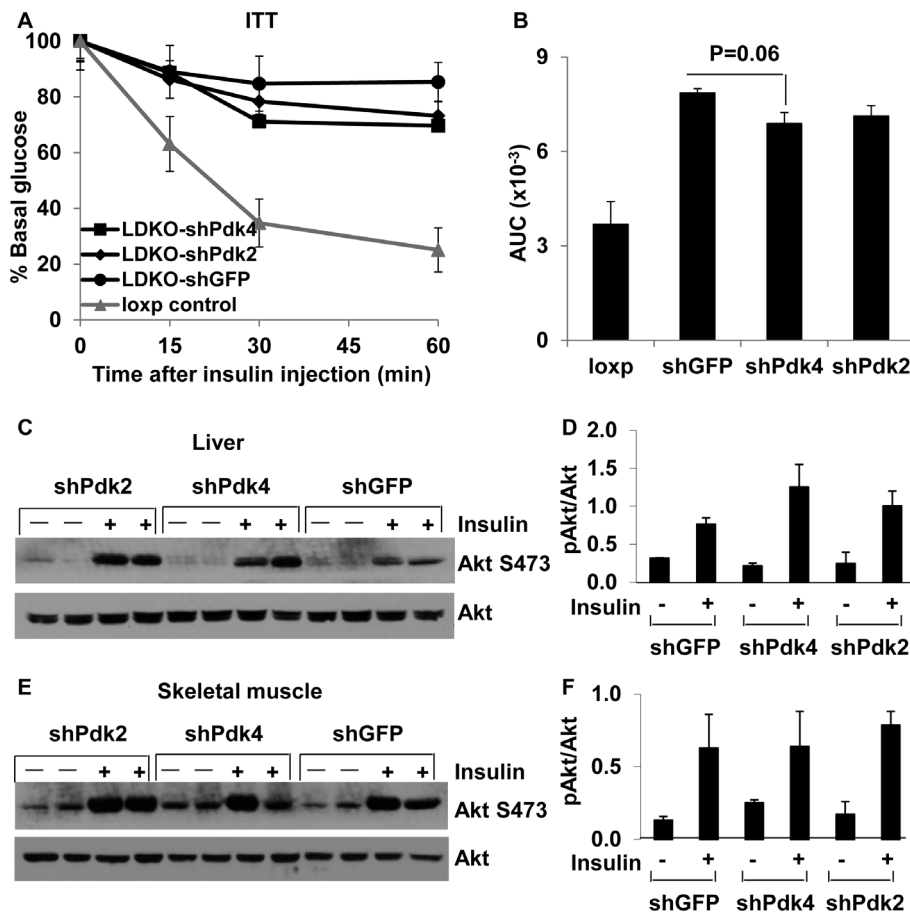 A
ITT
% Basal glucose
100
80
60
40
20
0
LDKO-shPdk4
LDKO-shPdk2
LDKO-shGFP
loxp control
0 15 30 45 60
Time after insulin injection (min)
B
P=0.06
AUC (x10-3)
9
6
3
0
loxp shGFP shPdk4 shPdk2
C
Liver
shPdk2 shPdk4 shGFP
— — + + — — + + — — + + Insulin
Akt S473
Akt
D
pAkt/Akt
2.0
1.5
1.0
0.5
0.0
Insulin - + - + - +
shGFP shPdk4 shPdk2
E
Skeletal muscle
shPdk2 shPdk4 shGFP
— — + + — — + + — — + + Insulin
Akt S473
Akt
F
pAkt/Akt
1.0
0.5
0.0
Insulin - + - + - +
shGFP shPdk4 shPdk2